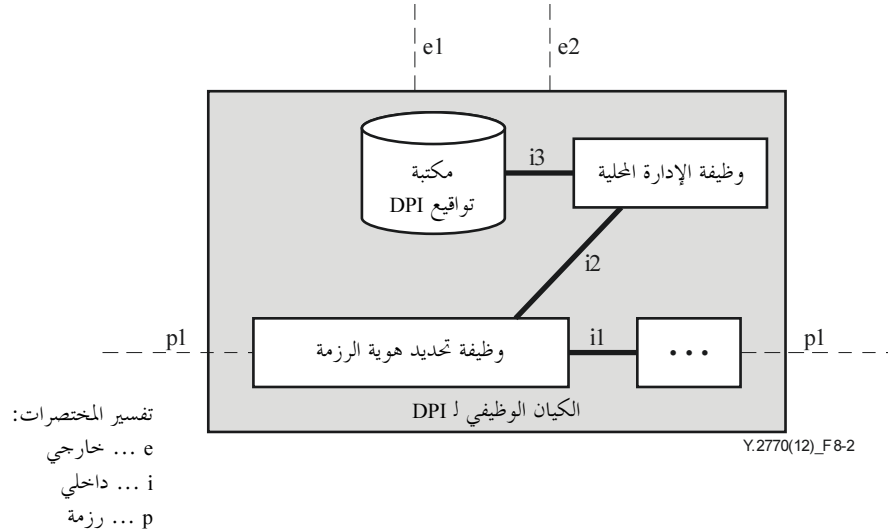 e1
e2
مكتبة
تواقيع DPI
i3
وظيفة الإدارة المحلية
i2
p1
وظيفة تحديد هوية الرزمة
i1
•••
p1
الكيان الوظيفي لـ DPI
Y.2770(12)_F8-2
تفسير المختصرات:
e ... خارجي
i ... داخلي
p ... رزمة